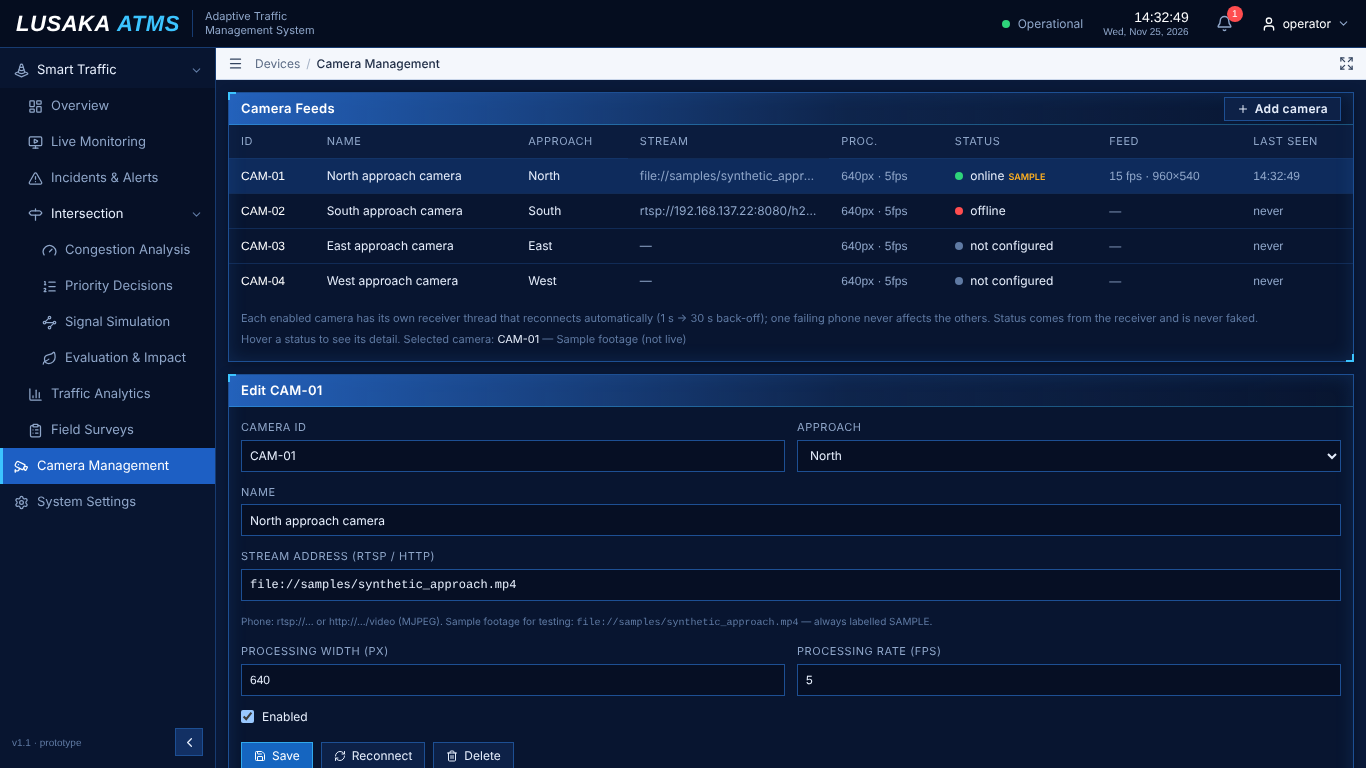 LUSAKA ATMS
Adaptive Traffic
Management System
Operational
14:32:49
Wed, Nov 25, 2026
1
operator
Smart Traffic
Overview
Live Monitoring
Incidents & Alerts
Intersection
Congestion Analysis
Priority Decisions
Signal Simulation
Evaluation & Impact
Traffic Analytics
Field Surveys
Camera Management
System Settings
v1.1 · prototype
Devices / Camera Management
Camera Feeds
+ Add camera
ID NAME APPROACH STREAM PROC. STATUS FEED LAST SEEN
CAM-01 North approach camera North file://samples/synthetic_appr... 640px · 5fps online SAMPLE 15 fps · 960×540 14:32:49
CAM-02 South approach camera South rtsp://192.168.137.22:8080/h2... 640px · 5fps offline — never
CAM-03 East approach camera East — 640px · 5fps not configured — never
CAM-04 West approach camera West — 640px · 5fps not configured — never
Each enabled camera has its own receiver thread that reconnects automatically (1 s → 30 s back-off); one failing phone never affects the others. Status comes from the receiver and is never faked.
Hover a status to see its detail. Selected camera: CAM-01 — Sample footage (not live)
Edit CAM-01
CAMERA ID
CAM-01
APPROACH
North
NAME
North approach camera
STREAM ADDRESS (RTSP / HTTP)
file://samples/synthetic_approach.mp4
Phone: rtsp://... or http://.../video (MJPEG). Sample footage for testing: file://samples/synthetic_approach.mp4 — always labelled SAMPLE.
PROCESSING WIDTH (PX)
640
PROCESSING RATE (FPS)
5
Enabled
Save
Reconnect
Delete